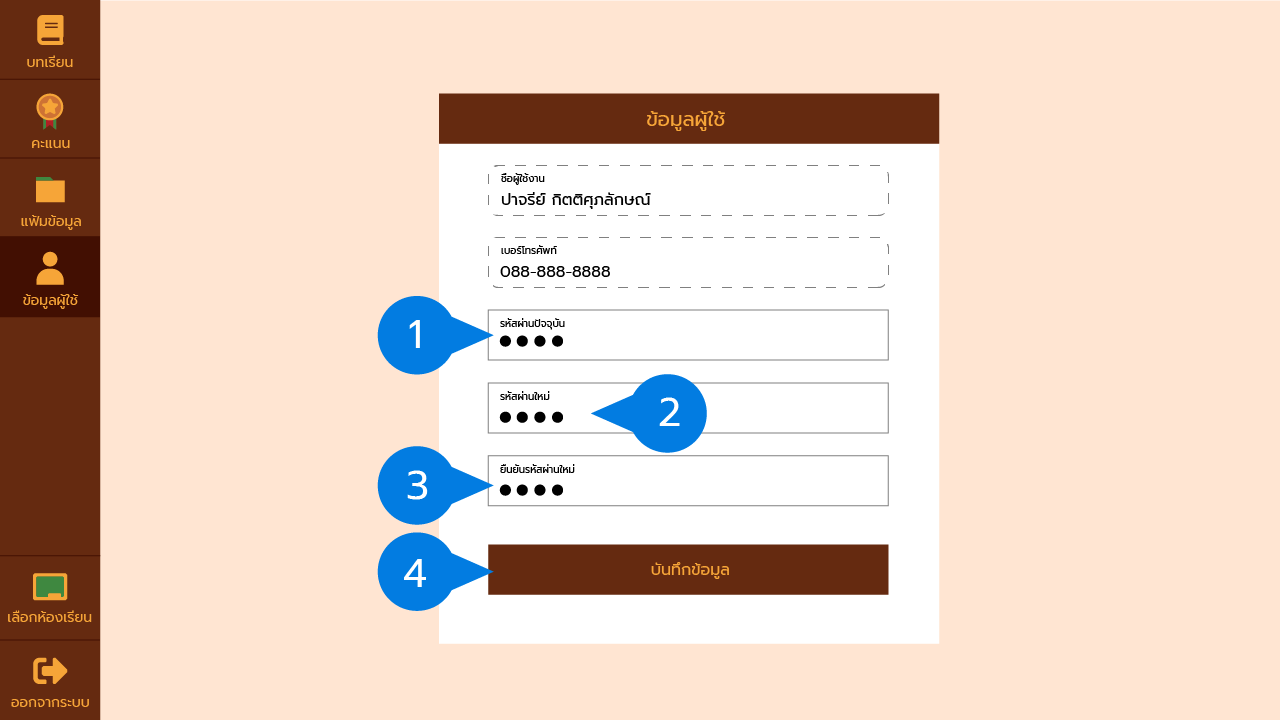 บทเรียน
คะแนน
แฟ้มข้อมูล
ข้อมูลผู้ใช้
เลือกห้องเรียน
ออกจากระบบ
ข้อมูลผู้ใช้
ชื่อผู้ใช้งาน
ปาจรีย์ กิตติศุภลักษณ์
เบอร์โทรศัพท์
088-888-8888
1
รหัสผ่านปัจจุบัน
รหัสผ่านใหม่
2
3
ยืนยันรหัสผ่านใหม่
4
บันทึกข้อมูล